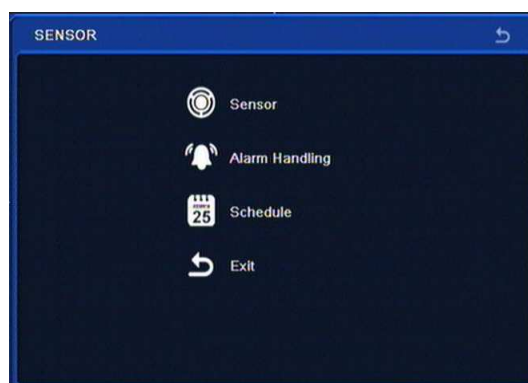 SENSOR
Sensor
Alarm Handling
25
Schedule
Exit